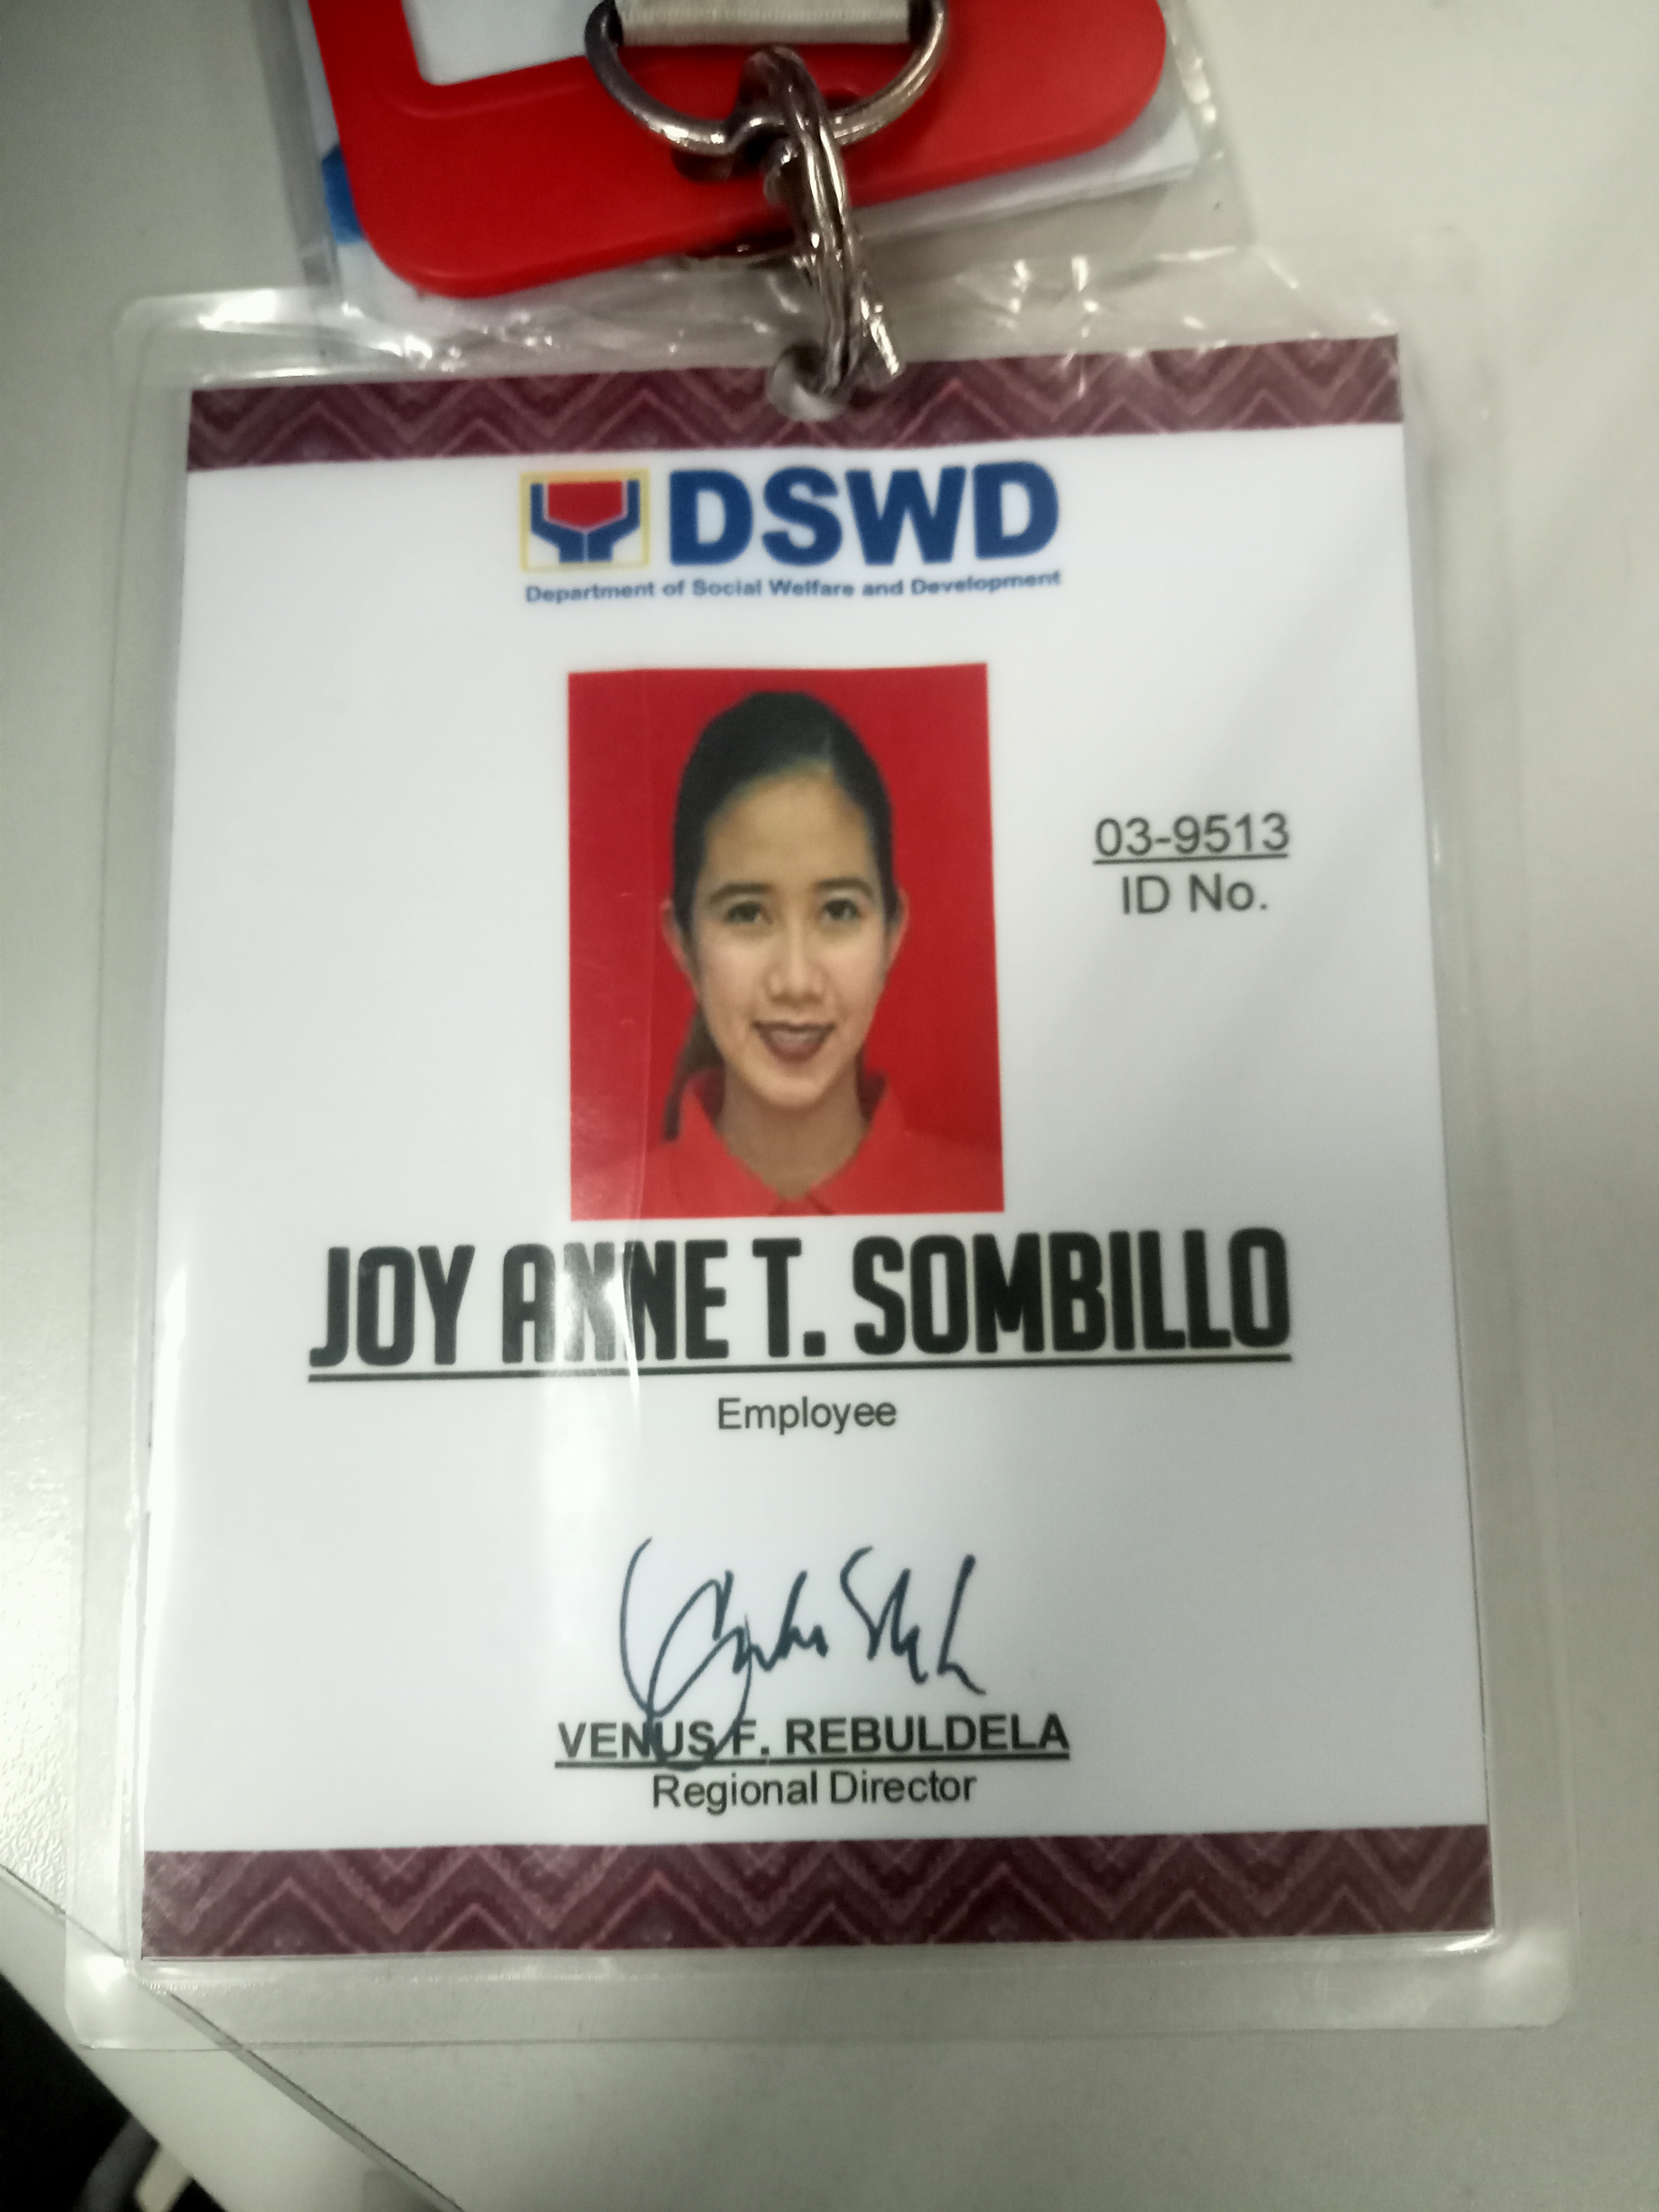 DSWD
Department of Social Welfare and Development
03-9513
ID No.
JOY ANNE T. SOMBILLO
Employee
VENUS F. REBULDELA
Regional Director